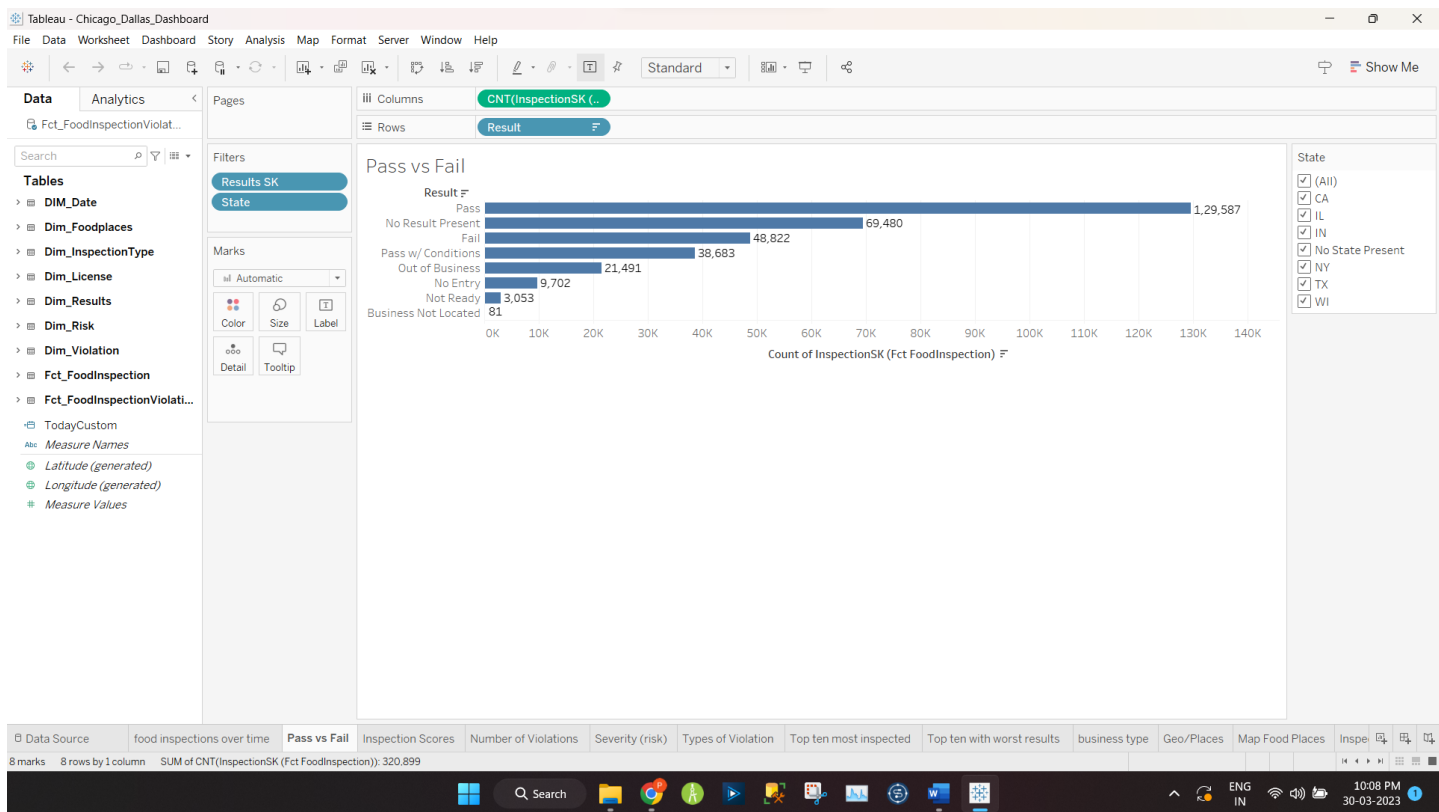 Tableau - Chicago_Dallas_Dashboard
File Data Worksheet Dashboard Story Analysis Map Format Server Window Help
Standard
Show Me
Data Analytics
Fct_FoodInspectionViolat...
Search
Tables
DIM_Date
Dim_Foodplaces
Dim_InspectionType
Dim_License
Dim_Results
Dim_Risk
Dim_Violation
Fct_FoodInspection
Fct_FoodInspectionViolati...
TodayCustom
Abc Measure Names
Latitude (generated)
Longitude (generated)
# Measure Values
Pages
Filters
Results SK
State
Marks
Automatic
Color Size Label
Detail Tooltip
Columns CNT(InspectionSK (..
Rows Result
Pass vs Fail
Result
Pass 1,29,587
No Result Present 69,480
Fail 48,822
Pass w/ Conditions 38,683
Out of Business 21,491
No Entry 9,702
Not Ready 3,053
Business Not Located 81
0K 10K 20K 30K 40K 50K 60K 70K 80K 90K 100K 110K 120K 130K 140K
Count of InspectionSK (Fct FoodInspection)
State
(All)
CA
IL
IN
No State Present
NY
TX
WI
Data Source food inspections over time Pass vs Fail Inspection Scores Number of Violations Severity (risk) Types of Violation Top ten most inspected Top ten with worst results business type Geo/Places Map Food Places Inspe
8 marks 8 rows by 1 column SUM of CNT(InspectionSK (Fct FoodInspection)): 320,899
Search
ENG
IN
10:08 PM
30-03-2023
1